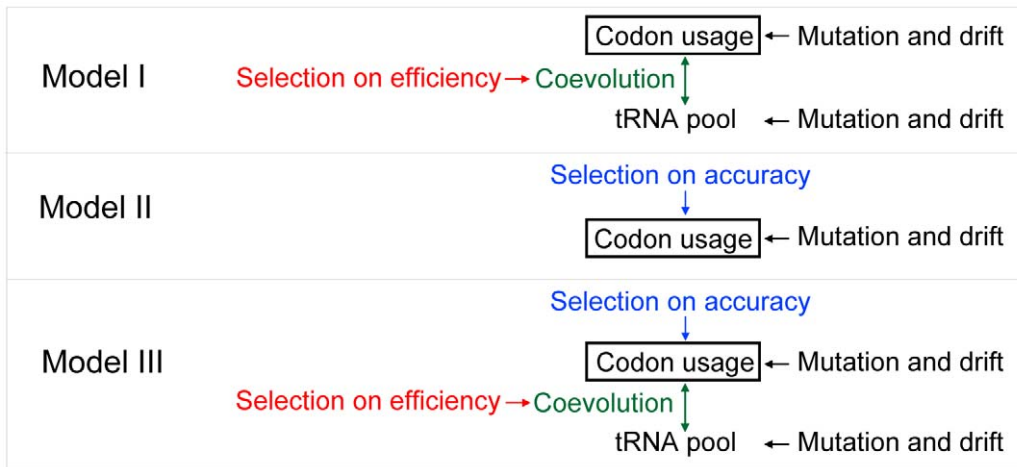 Codon usage ← Mutation and drift
Model I
Selection on efficiency → Coevolution
tRNA pool ← Mutation and drift
Selection on accuracy
Model II
Codon usage ← Mutation and drift
Selection on accuracy
Model III
Codon usage ← Mutation and drift
Selection on efficiency → Coevolution
tRNA pool ← Mutation and drift